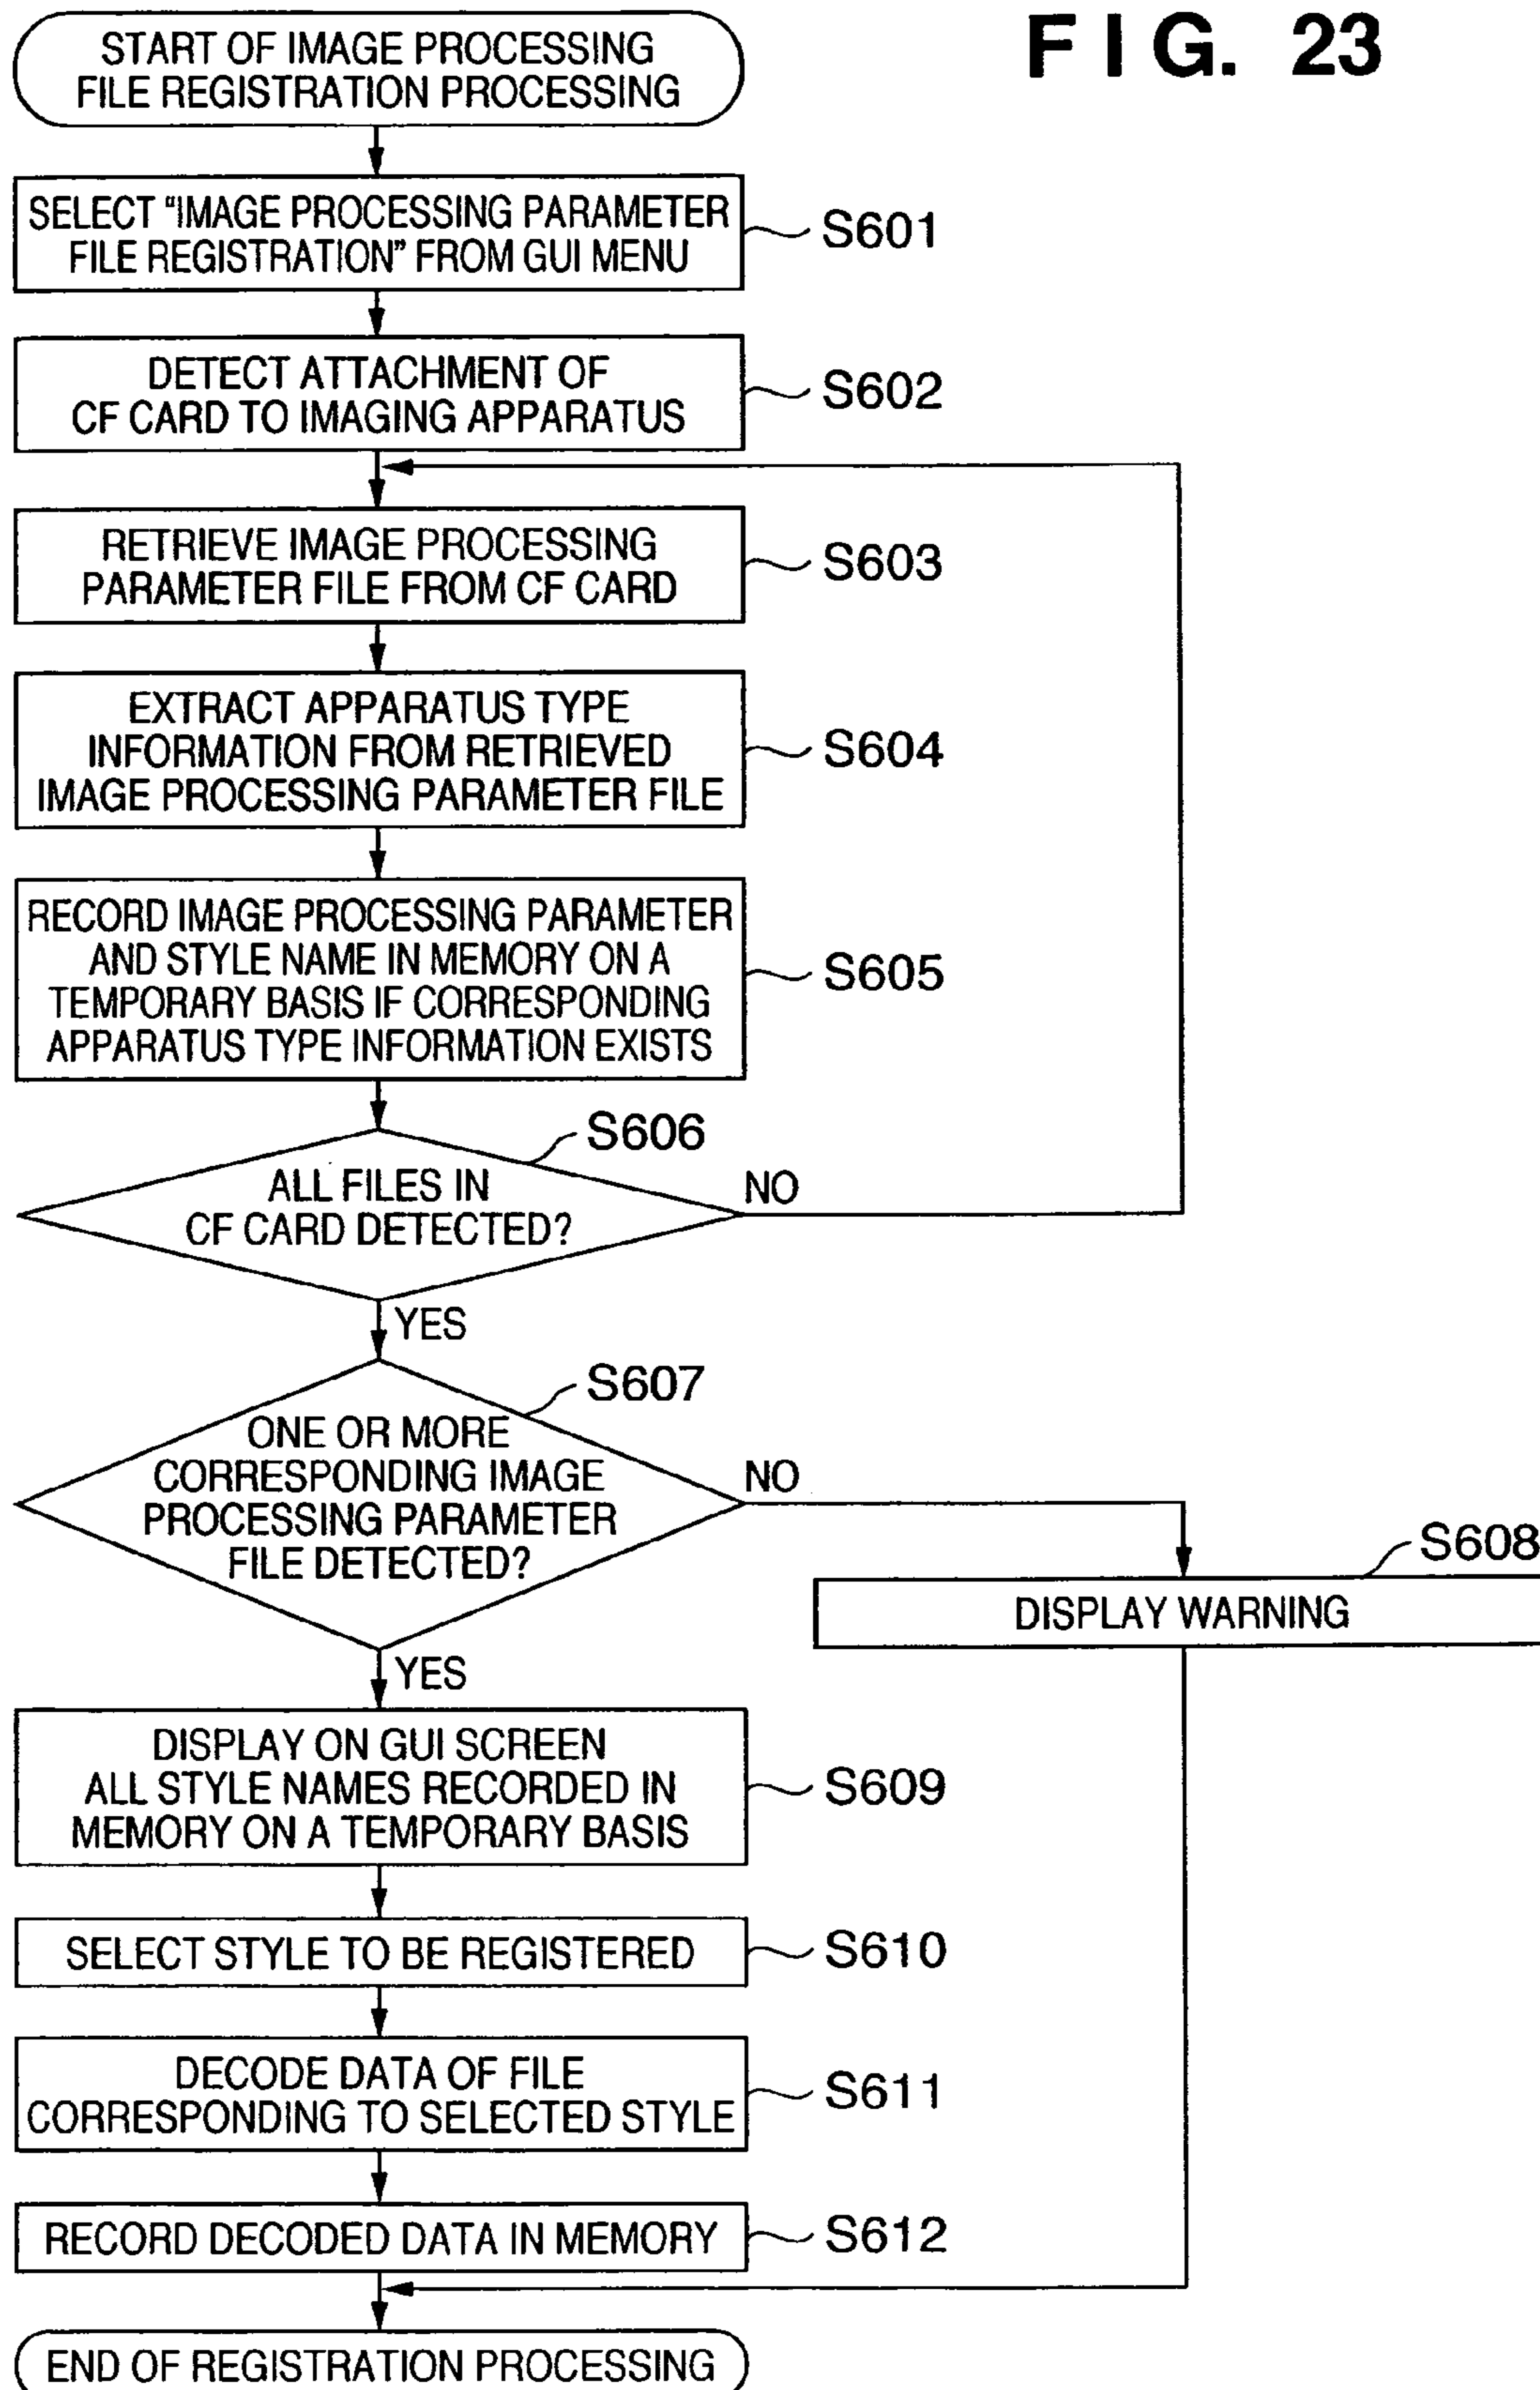 FIG. 23
START OF IMAGE PROCESSING
FILE REGISTRATION PROCESSING
SELECT "IMAGE PROCESSING PARAMETER
FILE REGISTRATION" FROM GUI MENU
S601
DETECT ATTACHMENT OF
CF CARD TO IMAGING APPARATUS
S602
RETRIEVE IMAGE PROCESSING
PARAMETER FILE FROM CF CARD
S603
EXTRACT APPARATUS TYPE
INFORMATION FROM RETRIEVED
IMAGE PROCESSING PARAMETER FILE
S604
RECORD IMAGE PROCESSING PARAMETER
AND STYLE NAME IN MEMORY ON A
TEMPORARY BASIS IF CORRESPONDING
APPARATUS TYPE INFORMATION EXISTS
S605
S606
ALL FILES IN
CF CARD DETECTED?
NO
YES
S607
ONE OR MORE
CORRESPONDING IMAGE
PROCESSING PARAMETER
FILE DETECTED?
NO
S608
DISPLAY WARNING
YES
DISPLAY ON GUI SCREEN
ALL STYLE NAMES RECORDED IN
MEMORY ON A TEMPORARY BASIS
S609
SELECT STYLE TO BE REGISTERED
S610
DECODE DATA OF FILE
CORRESPONDING TO SELECTED STYLE
S611
RECORD DECODED DATA IN MEMORY
S612
END OF REGISTRATION PROCESSING